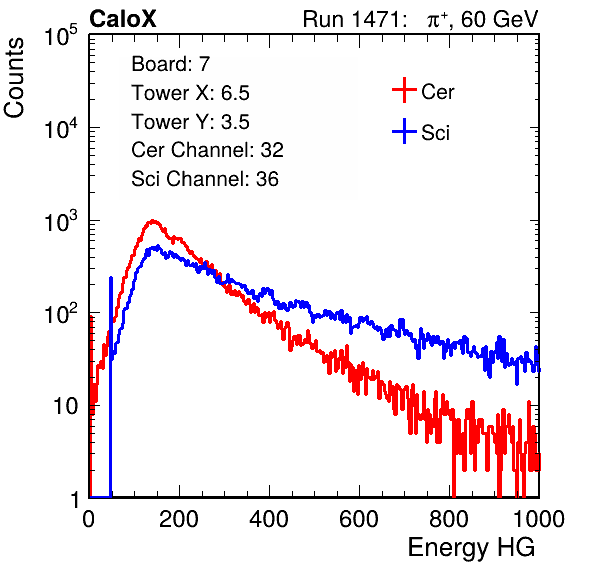 CaloX Run 1471: π⁺, 60 GeV
Counts
10⁵
10⁴
10³
10²
10
1
Board: 7
Tower X: 6.5
Tower Y: 3.5
Cer Channel: 32
Sci Channel: 36
Cer
Sci
0 200 400 600 800 1000
Energy HG